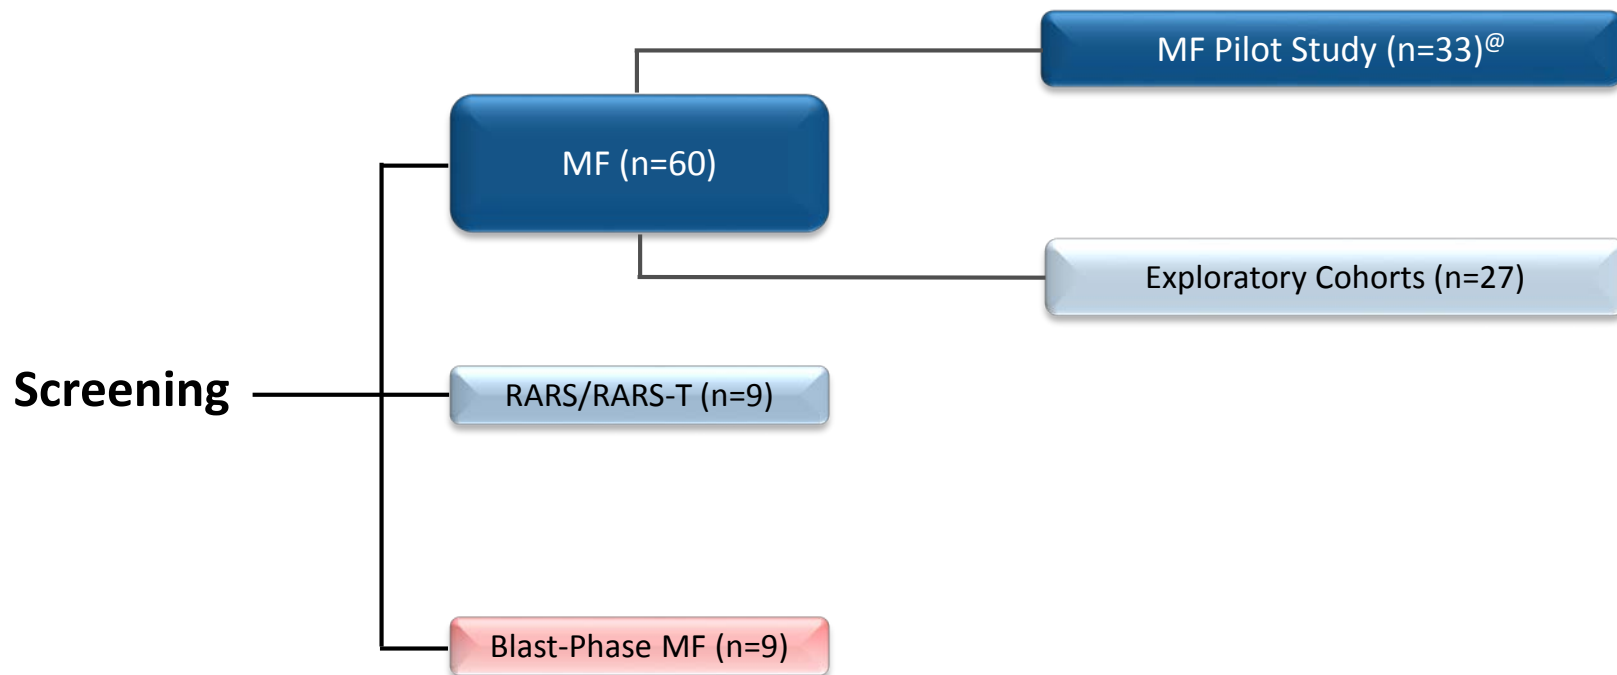 MF Pilot Study (n=33)@
MF (n=60)
Exploratory Cohorts (n=27)
Screening
RARS/RARS-T (n=9)
Blast-Phase MF (n=9)